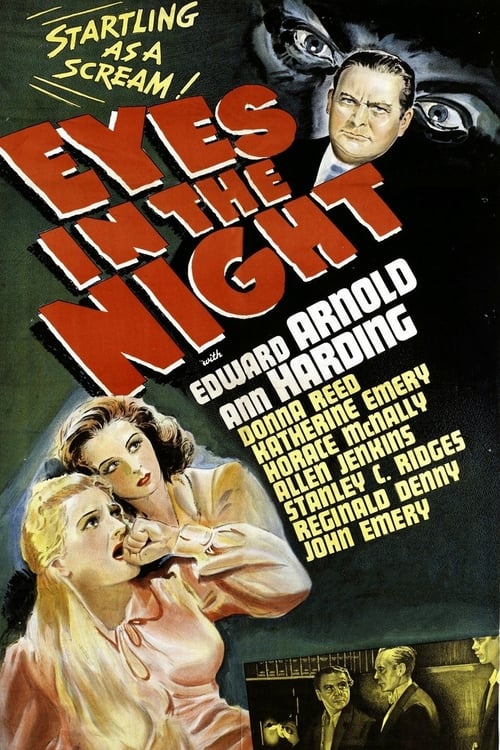 STARTLING
AS A
SCREAM!
EYES
IN THE
NIGHT
with
EDWARD ARNOLD
ANN HARDING
DONNA REED
KATHERINE EMERY
HORACE McNALLY
ALLEN JENKINS
STANLEY C. RIDGES
REGINALD DENNY
JOHN EMERY